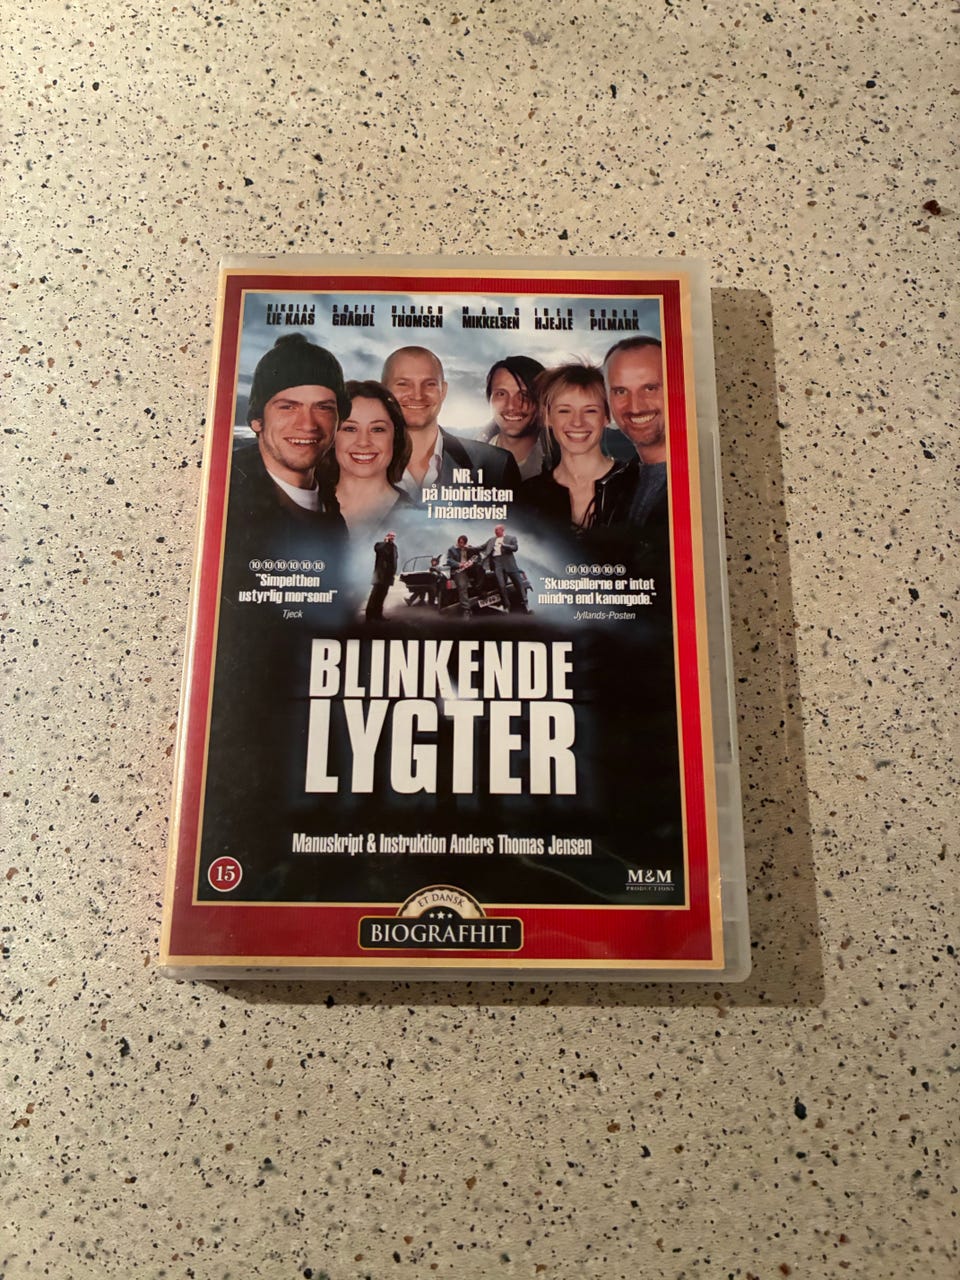 NIKOLAJ SOFIE ULRICH MADS IBEN SØREN
LIE KAAS GRÅBØL THOMSEN MIKKELSEN HJEJLE PILMARK
NR. 1
på biohitlisten
i månedsvis!
"Simpelthen
ustyrlig morsom!"
Tjeck
"Skuespillerne er intet
mindre end kanongode."
Jyllands-Posten
BLINKENDE
LYGTER
Manuskript & Instruktion Anders Thomas Jensen
15
M&M
PRODUCTIONS
ET DANSK
BIOGRAFHIT